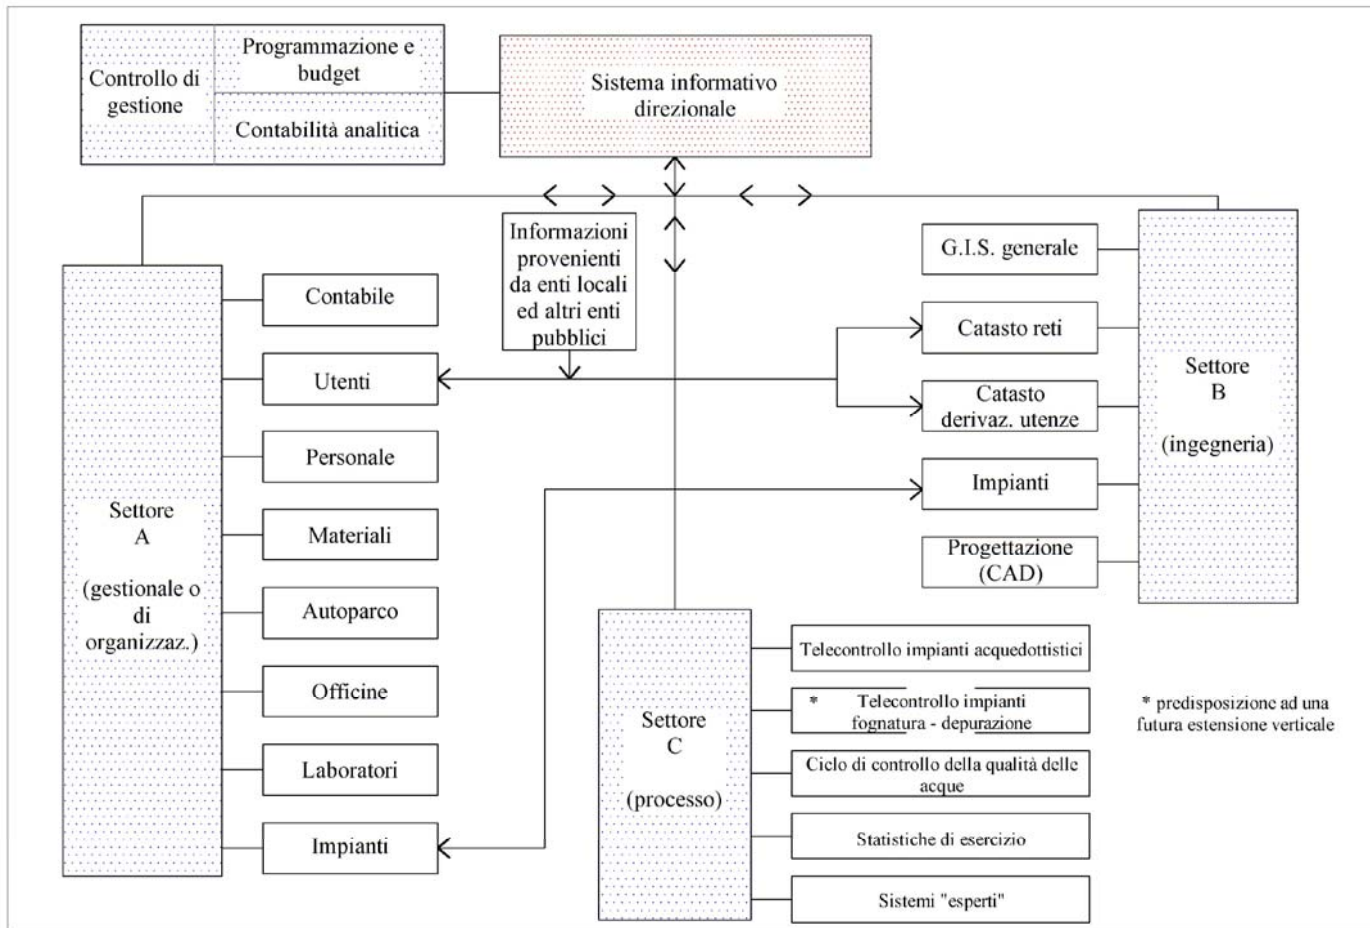 Controllo di
gestione
Programmazione e
budget
Contabilità analitica
Sistema informativo
direzionale
Informazioni
provenienti
da enti locali
ed altri enti
pubblici
Settore
A
(gestionale o
di
organizzaz.)
Contabile
Utenti
Personale
Materiali
Autoparco
Officine
Laboratori
Impianti
G.I.S. generale
Catasto reti
Catasto
derivaz. utenze
Impianti
Progettazione
(CAD)
Settore
B
(ingegneria)
Settore
C
(processo)
Telecontrollo impianti acquedottistici
* Telecontrollo impianti
fognatura - depurazione
Ciclo di controllo della qualità delle
acque
Statistiche di esercizio
Sistemi "esperti"
* predisposizione ad una
futura estensione verticale